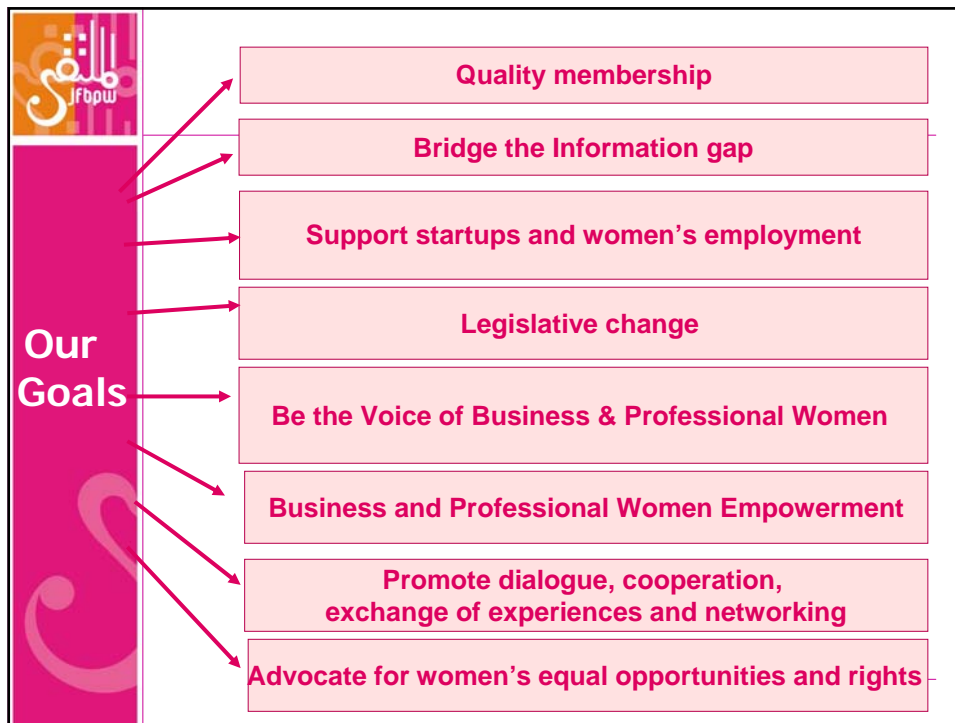 ملتقى
jfbpw
Our
Goals
Quality membership
Bridge the Information gap
Support startups and women’s employment
Legislative change
Be the Voice of Business & Professional Women
Business and Professional Women Empowerment
Promote dialogue, cooperation,
exchange of experiences and networking
Advocate for women’s equal opportunities and rights